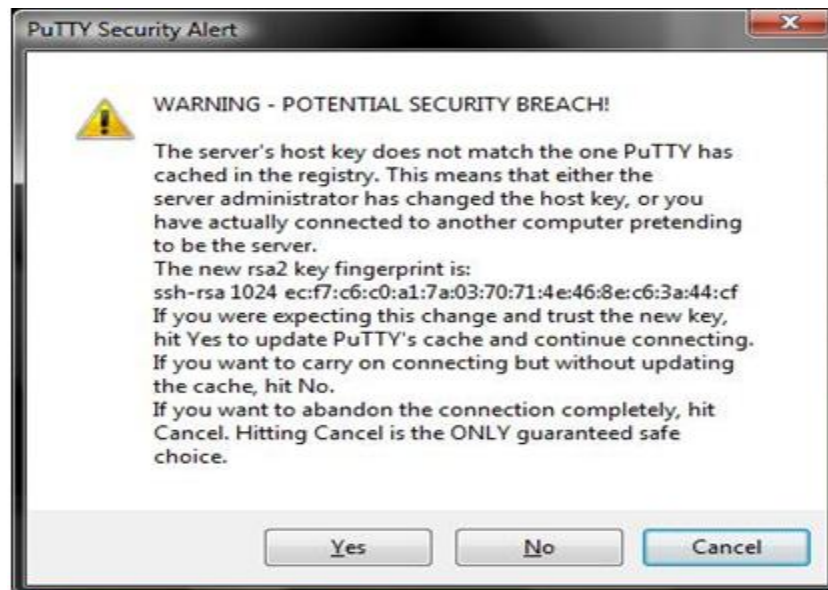 PuTTY Security Alert
WARNING - POTENTIAL SECURITY BREACH!
The server's host key does not match the one PuTTY has
cached in the registry. This means that either the
server administrator has changed the host key, or you
have actually connected to another computer pretending
to be the server.
The new rsa2 key fingerprint is:
ssh-rsa 1024 ec:f7:c6:c0:a1:7a:03:70:71:4e:46:8e:c6:3a:44:cf
If you were expecting this change and trust the new key,
hit Yes to update PuTTY's cache and continue connecting.
If you want to carry on connecting but without updating
the cache, hit No.
If you want to abandon the connection completely, hit
Cancel. Hitting Cancel is the ONLY guaranteed safe
choice.
Yes No Cancel